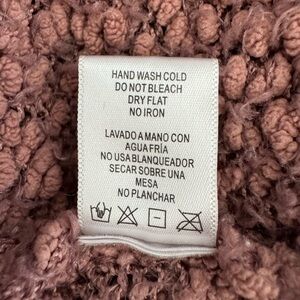 HAND WASH COLD
DO NOT BLEACH
DRY FLAT
NO IRON
LAVADO A MANO CON
AGUA FRÍA
NO USA BLANQUEADOR
SECAR SOBRE UNA
MESA
NO PLANCHAR